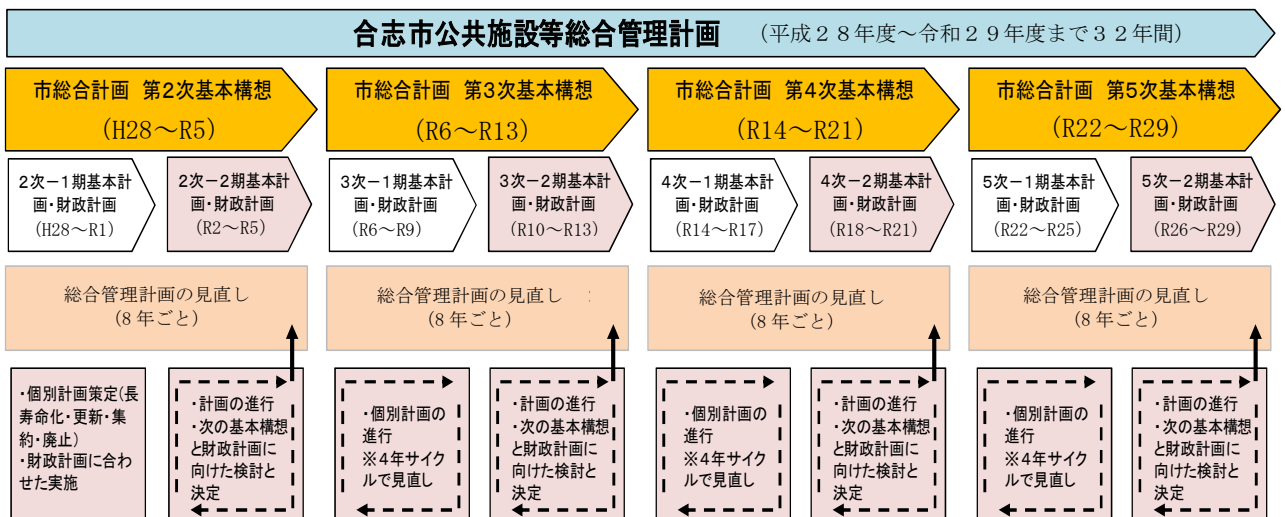 合志市公共施設等総合管理計画 （平成２８年度～令和２９年度まで３２年間）
市総合計画 第2次基本構想
(H28～R5)
市総合計画 第3次基本構想
(R6～R13)
市総合計画 第4次基本構想
(R14～R21)
市総合計画 第5次基本構想
(R22～R29)
2次－1期基本計
画・財政計画
(H28～R1)
2次－2期基本計
画・財政計画
(R2～R5)
3次－1期基本計
画・財政計画
(R6～R9)
3次－2期基本計
画・財政計画
(R10～R13)
4次－1期基本計
画・財政計画
(R14～R17)
4次－2期基本計
画・財政計画
(R18～R21)
5次－1期基本計
画・財政計画
(R22～R25)
5次－2期基本計
画・財政計画
(R26～R29)
総合管理計画の見直し
(8 年ごと)
総合管理計画の見直し
(8 年ごと)
総合管理計画の見直し
(8 年ごと)
総合管理計画の見直し
(8 年ごと)
・個別計画策定(長
寿命化・更新・集
約・廃止)
・財政計画に合わ
せた実施
・計画の進行
・次の基本構想
と財政計画に
向けた検討と
決定
・個別計画の
進行
※４年サイク
ルで見直し
・計画の進行
・次の基本構想
と財政計画に
向けた検討と
決定
・個別計画の
進行
※４年サイク
ルで見直し
・計画の進行
・次の基本構想
と財政計画に
向けた検討と
決定
・個別計画の
進行
※４年サイク
ルで見直し
・計画の進行
・次の基本構想
と財政計画に
向けた検討と
決定